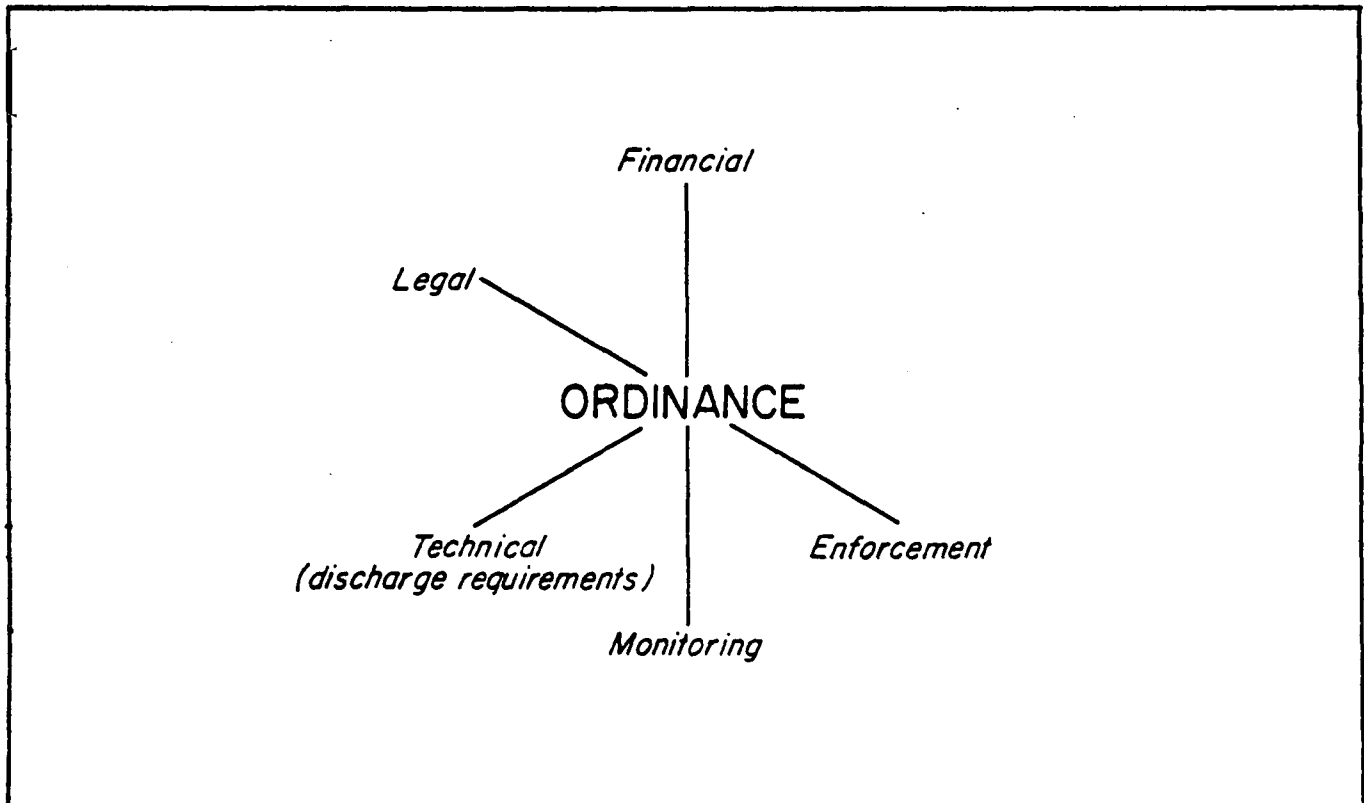 Financial
Legal
ORDINANCE
Technical
(discharge requirements)
Enforcement
Monitoring